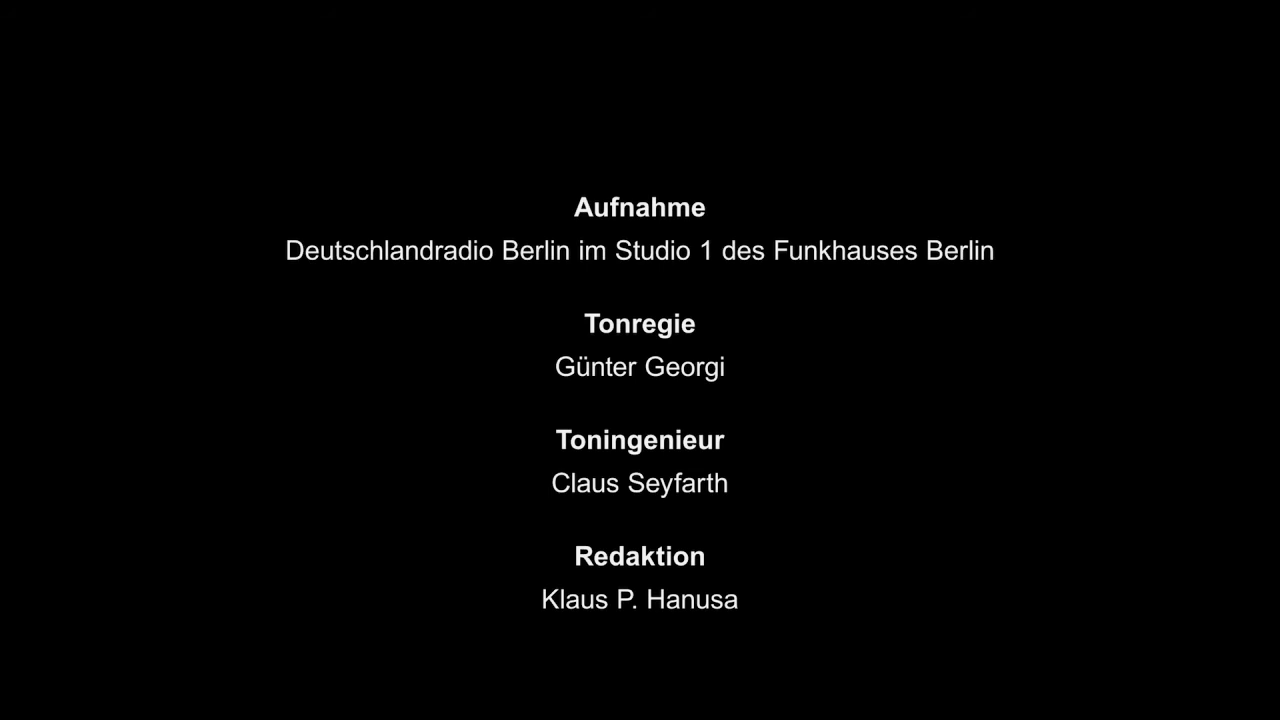 Aufnahme
Deutschlandradio Berlin im Studio 1 des Funkhauses Berlin
Tonregie
Günter Georgi
Toningenieur
Claus Seyfarth
Redaktion
Klaus P. Hanusa